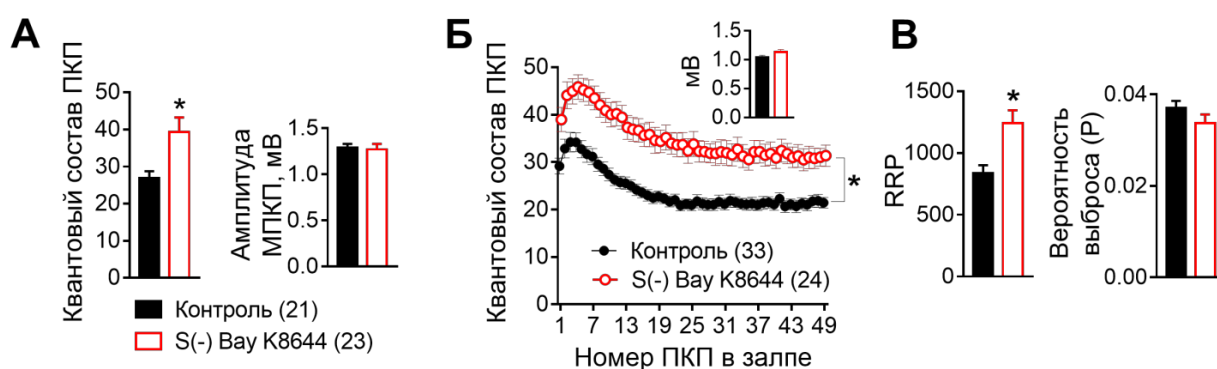 А
Квантовый состав ПКП
50
40
30
20
10
0
*
Амплитуда
МПКП, мВ
1.5
1.0
0.5
0.0
Контроль (21)
S(-) Bay K8644 (23)
Б
Квантовый состав ПКП
60
50
40
30
20
10
0
мВ
1.5
1.0
0.5
0.0
*
Контроль (33)
S(-) Bay K8644 (24)
1 7 13 19 25 31 37 43 49
Номер ПКП в залпе
В
RRP
1500
1000
500
0
*
Вероятность
выброса (P)
0.04
0.02
0.00